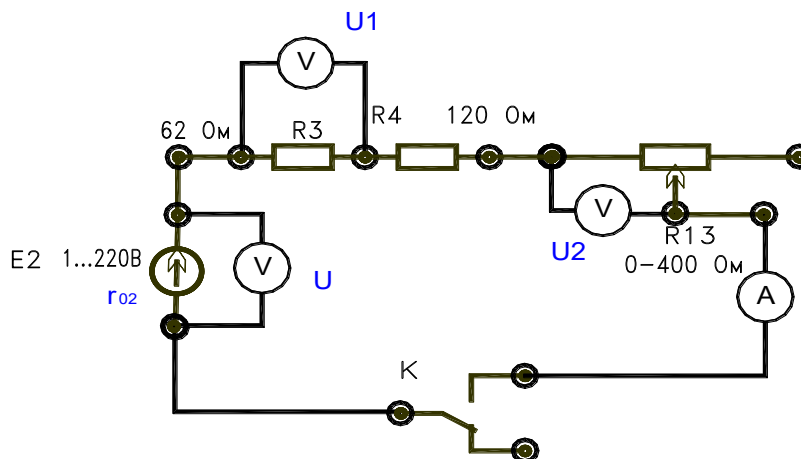 U1
V
62 Ом
R3
R4
120 Ом
V
U2
R13
0-400 Ом
E2
1...220В
r02
V
U
A
K